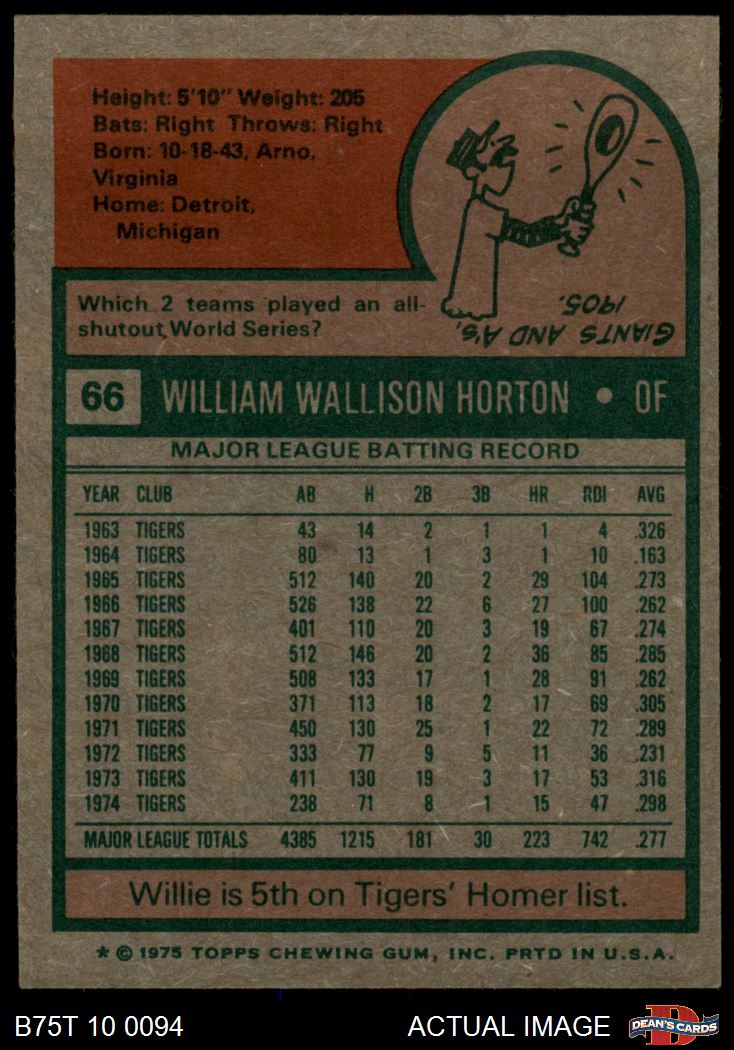 Height: 5'10" Weight: 205
Bats: Right Throws: Right
Born: 10-18-43, Arno,
Virginia
Home: Detroit,
Michigan
Which 2 teams played an all-
shutout World Series?
GIANTS AND A'S,
1905.
66 WILLIAM WALLISON HORTON • OF
MAJOR LEAGUE BATTING RECORD
YEAR CLUB AB H 2B 3B HR RBI AVG
1963 TIGERS 43 14 2 1 1 4 .326
1964 TIGERS 80 13 1 3 1 10 .163
1965 TIGERS 512 140 20 2 29 104 .273
1966 TIGERS 526 138 22 6 27 100 .262
1967 TIGERS 401 110 20 3 19 67 .274
1968 TIGERS 512 146 20 2 36 85 .285
1969 TIGERS 508 133 17 1 28 91 .262
1970 TIGERS 371 113 18 2 17 69 .305
1971 TIGERS 450 130 25 1 22 72 .289
1972 TIGERS 333 77 9 5 11 36 .231
1973 TIGERS 411 130 19 3 17 53 .316
1974 TIGERS 238 71 8 1 15 47 .298
MAJOR LEAGUE TOTALS 4385 1215 181 30 223 742 .277
Willie is 5th on Tigers' Homer list.
* © 1975 TOPPS CHEWING GUM, INC. PRTD IN U.S.A.
B75T 10 0094 ACTUAL IMAGE D DEAN'S CARDS